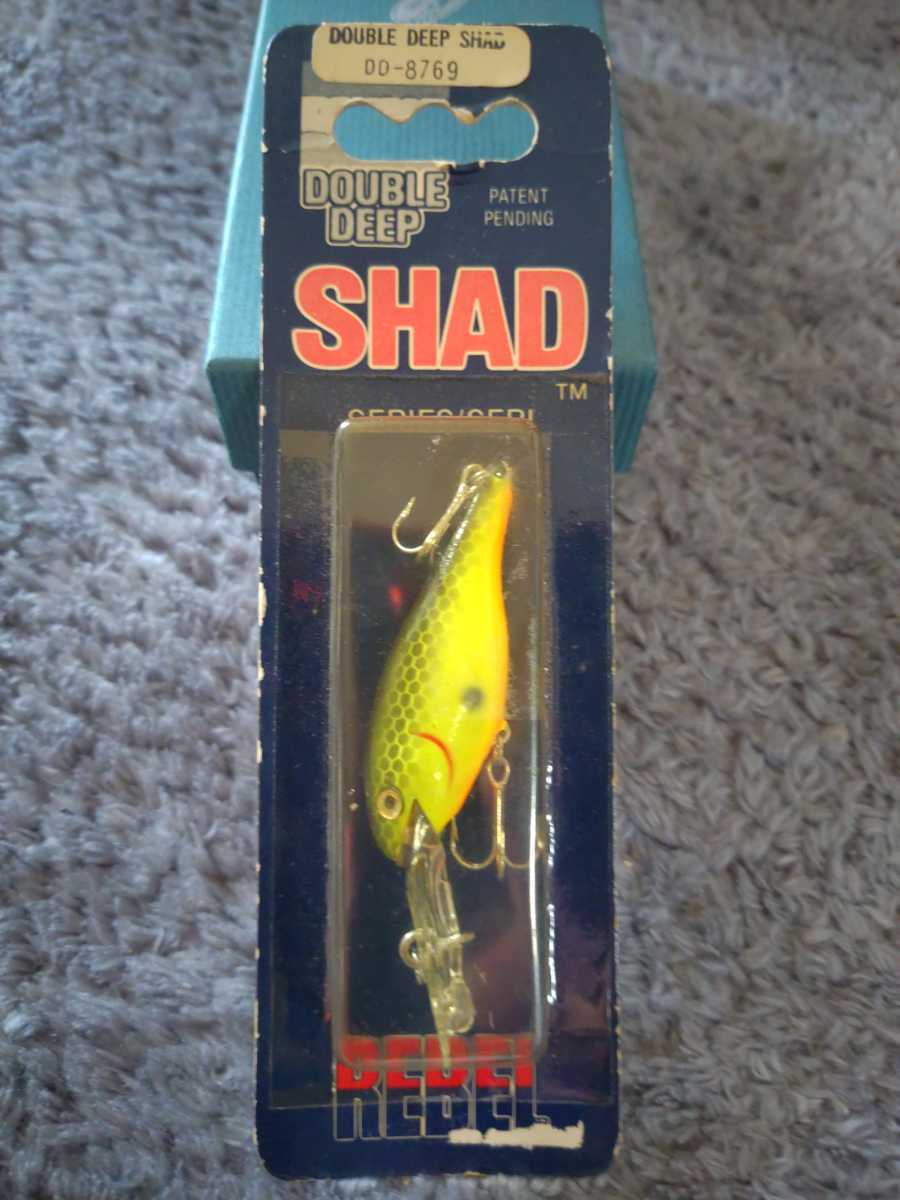 DOUBLE DEEP SHAD
DD-8769
DOUBLE
DEEP
PATENT
PENDING
SHAD
TM
REBEL